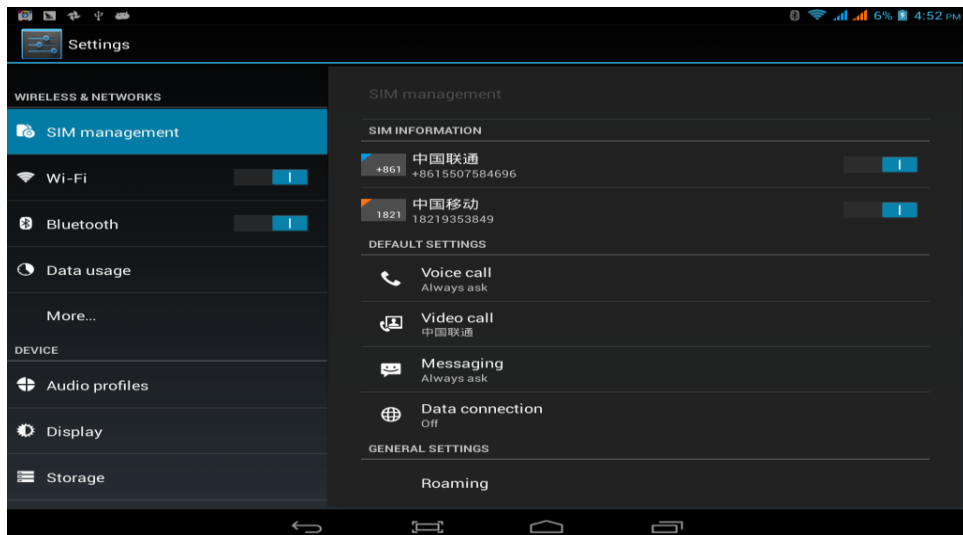 6% 4:52 PM
Settings
WIRELESS & NETWORKS
SIM management
Wi-Fi
Bluetooth
Data usage
More...
DEVICE
Audio profiles
Display
Storage
SIM management
SIM INFORMATION
中国联通
+861 +8615507584696
中国移动
1821 18219353849
DEFAULT SETTINGS
Voice call
Always ask
Video call
中国联通
Messaging
Always ask
Data connection
Off
GENERAL SETTINGS
Roaming